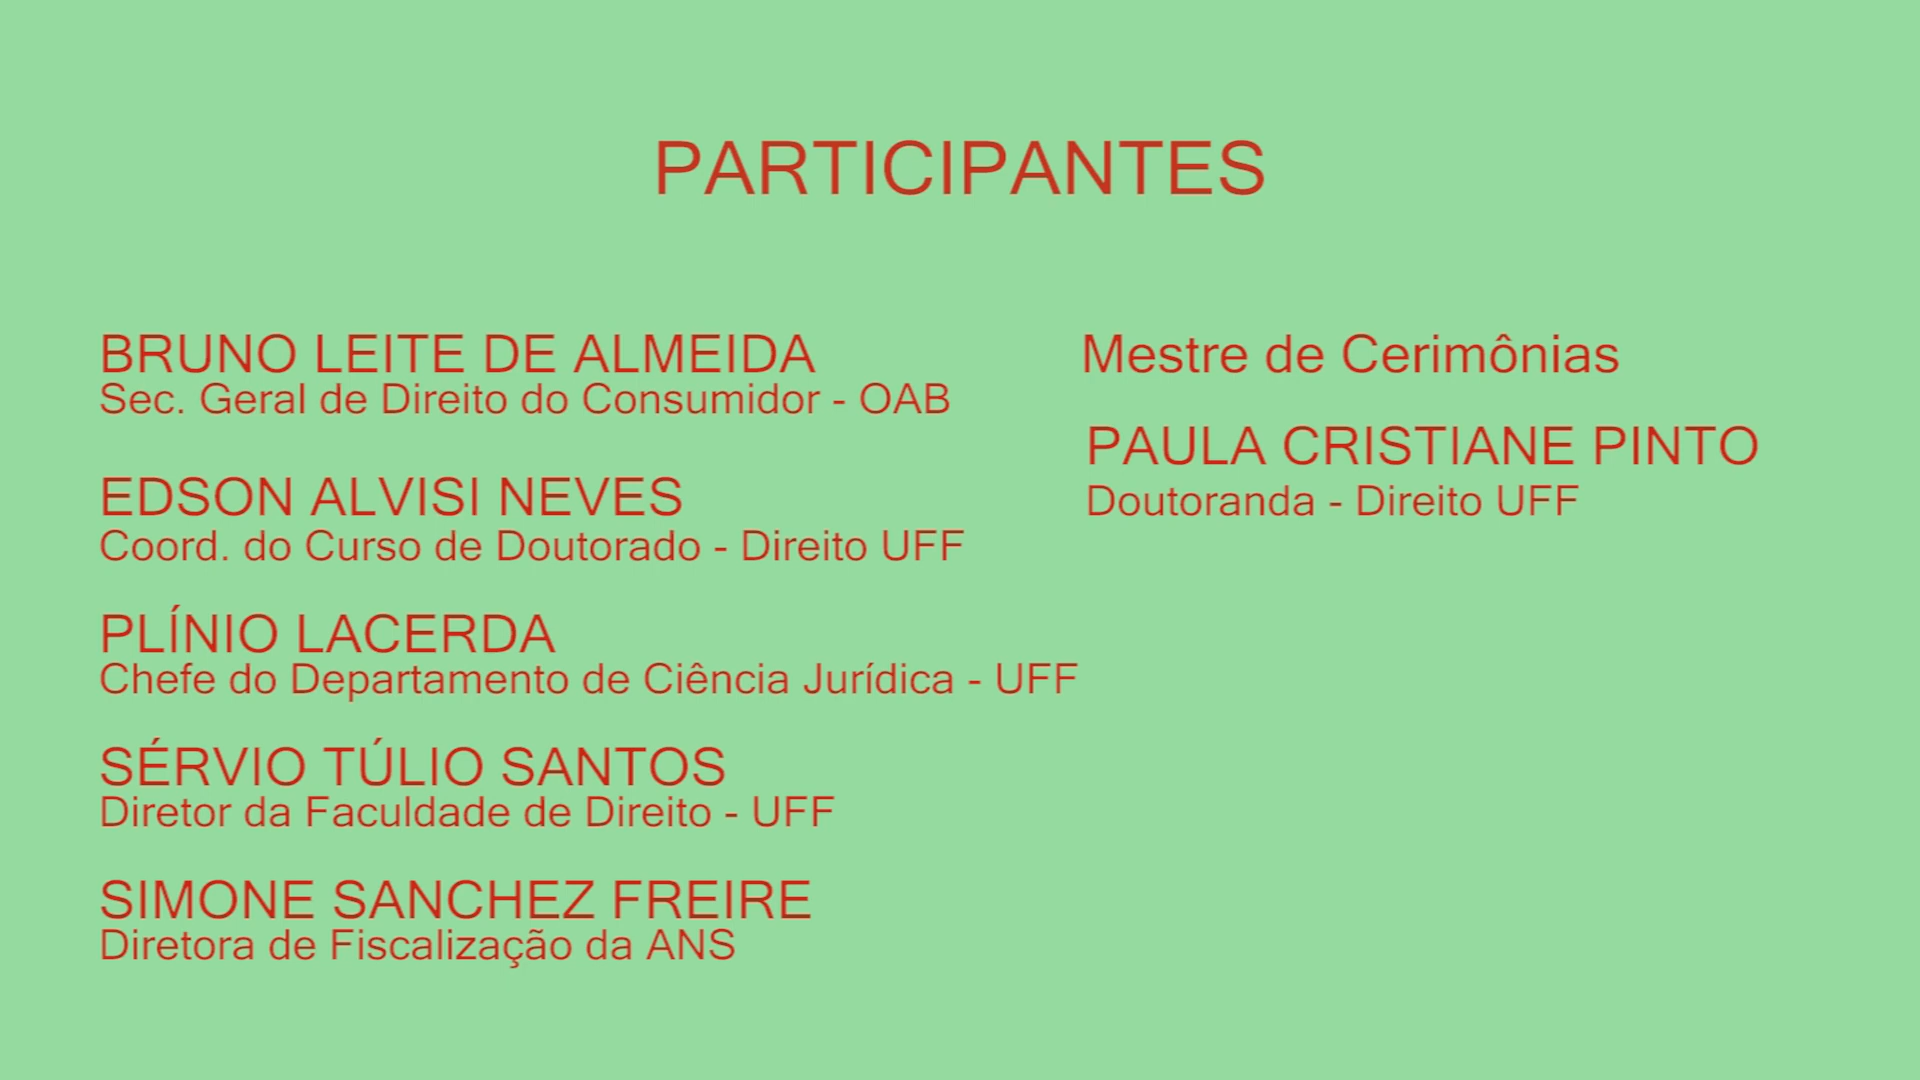 PARTICIPANTES
BRUNO LEITE DE ALMEIDA
Sec. Geral de Direito do Consumidor - OAB
EDSON ALVISI NEVES
Coord. do Curso de Doutorado - Direito UFF
PLÍNIO LACERDA
Chefe do Departamento de Ciência Jurídica - UFF
SÉRVIO TÚLIO SANTOS
Diretor da Faculdade de Direito - UFF
SIMONE SANCHEZ FREIRE
Diretora de Fiscalização da ANS
Mestre de Cerimônias
PAULA CRISTIANE PINTO
Doutoranda - Direito UFF